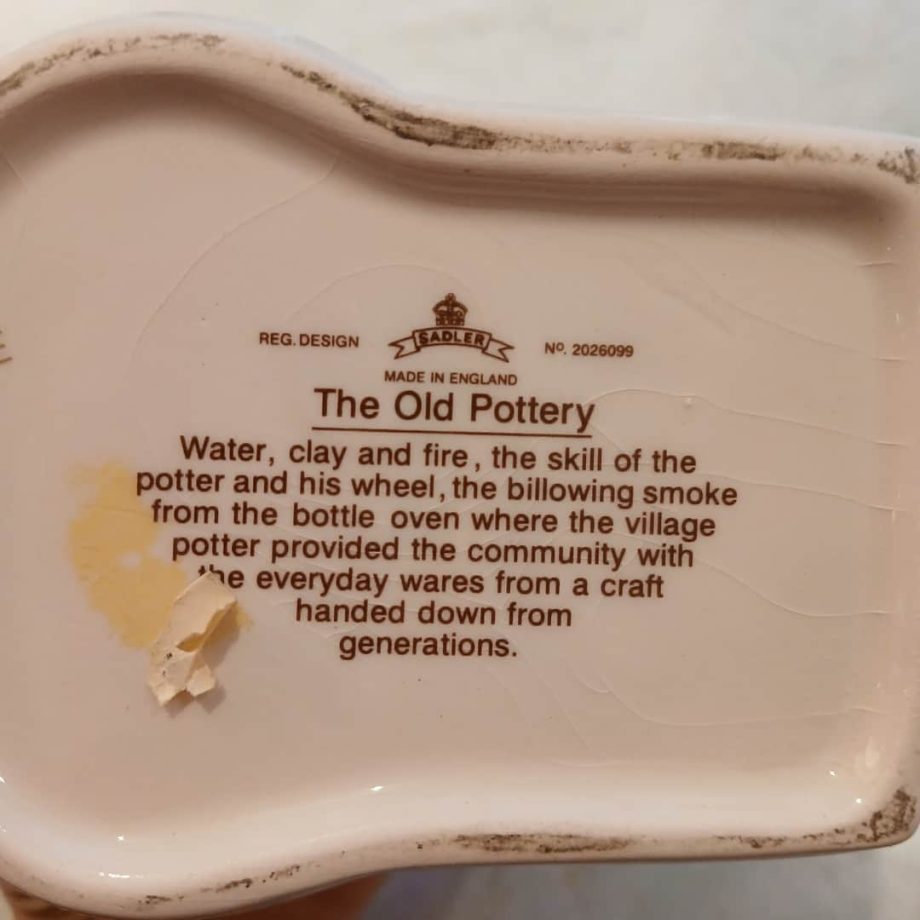 REG. DESIGN SADLER Nº. 2026099
MADE IN ENGLAND
The Old Pottery
Water, clay and fire, the skill of the
potter and his wheel, the billowing smoke
from the bottle oven where the village
potter provided the community with
the everyday wares from a craft
handed down from
generations.